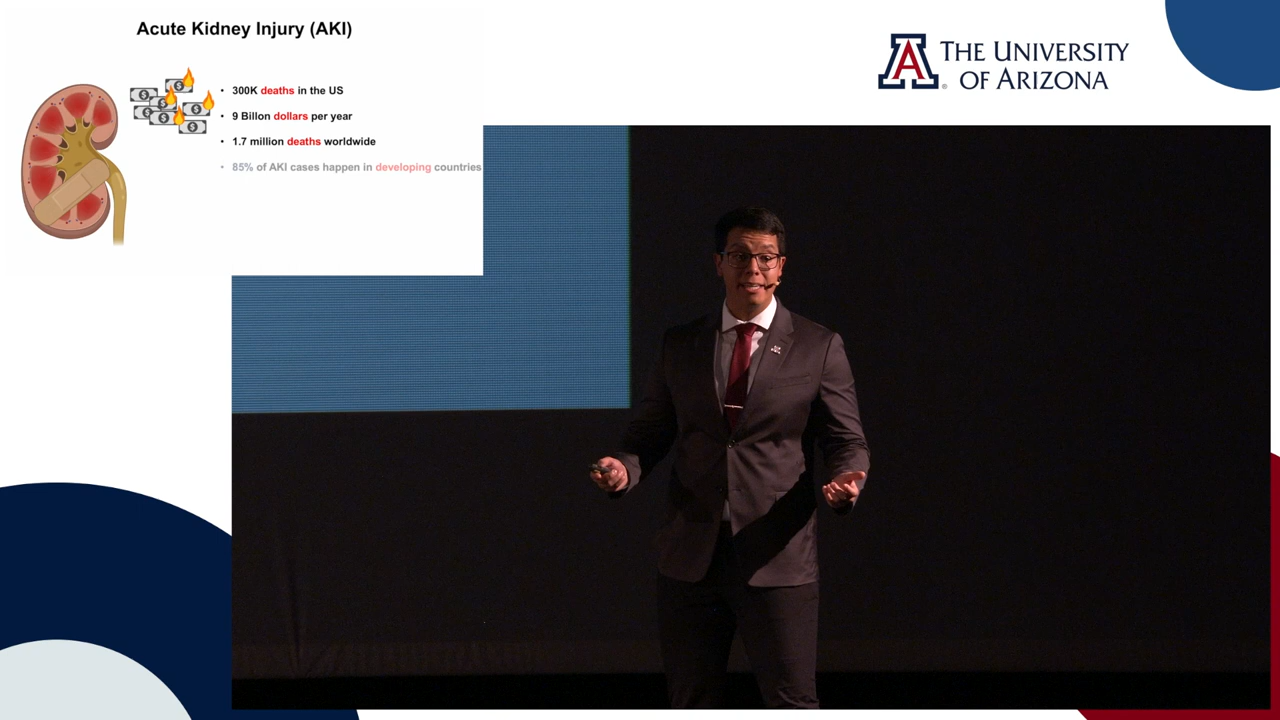 Acute Kidney Injury (AKI)
• 300K deaths in the US
• 9 Billon dollars per year
• 1.7 million deaths worldwide
• 85% of AKI cases happen in developing countries
THE UNIVERSITY
OF ARIZONA